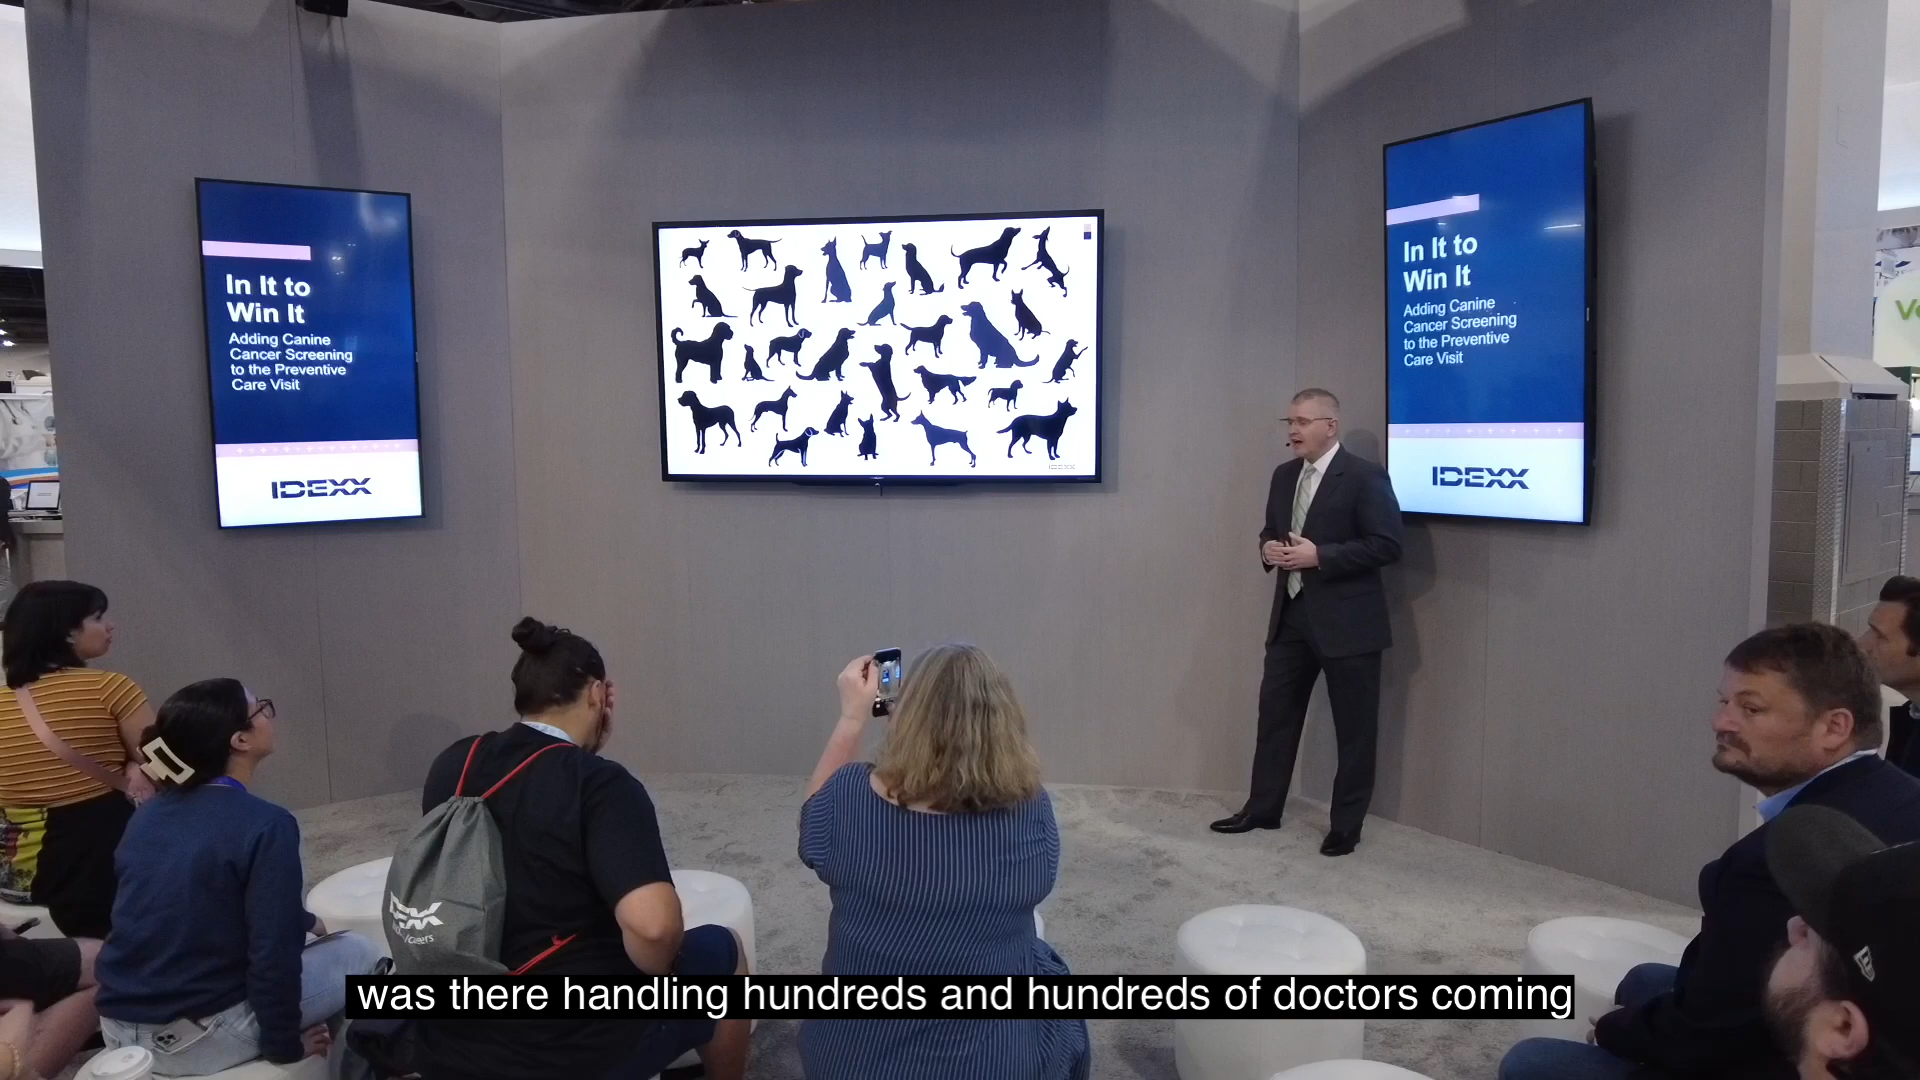 In It to
Win It
Adding Canine
Cancer Screening
to the Preventive
Care Visit
IDEXX
IDEXX
In It to
Win It
Adding Canine
Cancer Screening
to the Preventive
Care Visit
IDEXX
was there handling hundreds and hundreds of doctors coming